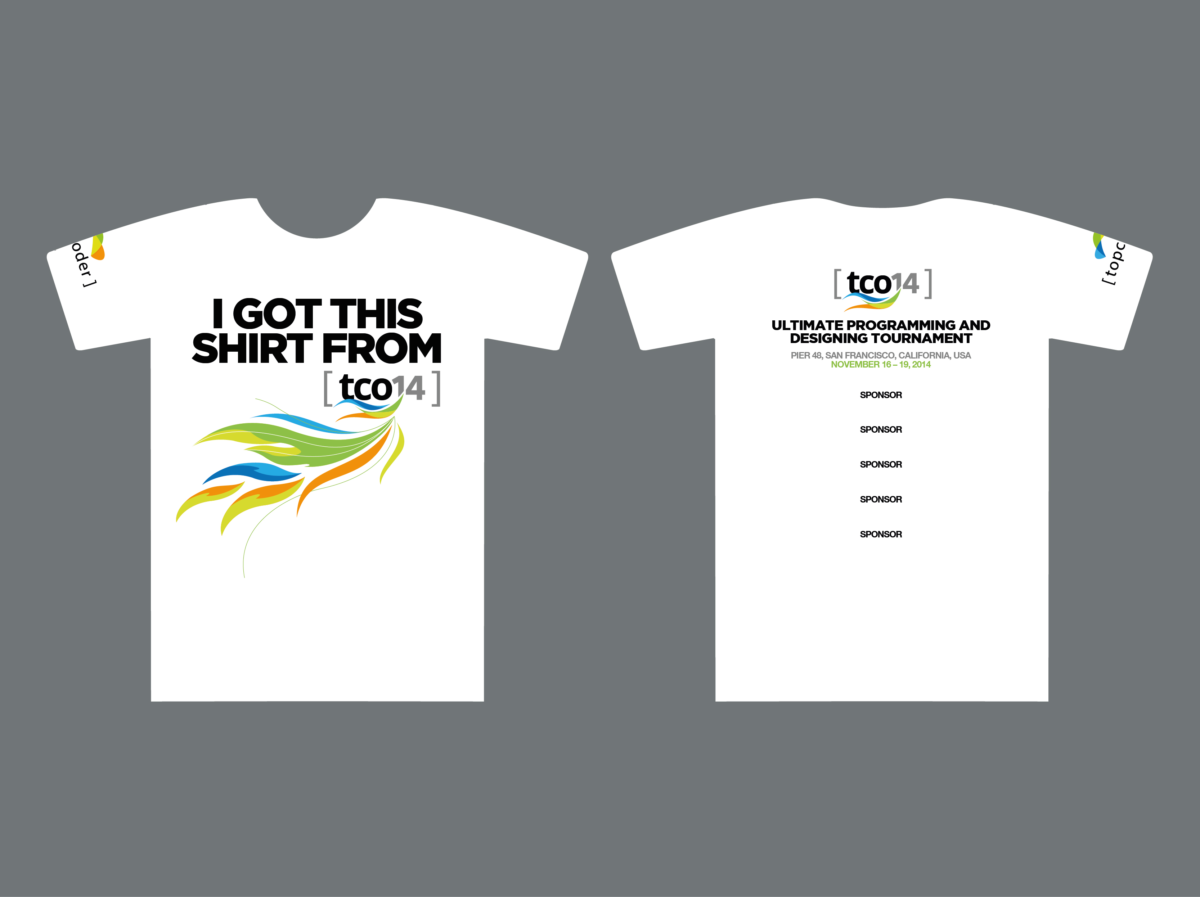 oder ]
I GOT THIS
SHIRT FROM
[ tco14 ]
[ topc
[ tco14 ]
ULTIMATE PROGRAMMING AND
DESIGNING TOURNAMENT
PIER 48, SAN FRANCISCO, CALIFORNIA, USA
NOVEMBER 16 – 19, 2014
SPONSOR
SPONSOR
SPONSOR
SPONSOR
SPONSOR